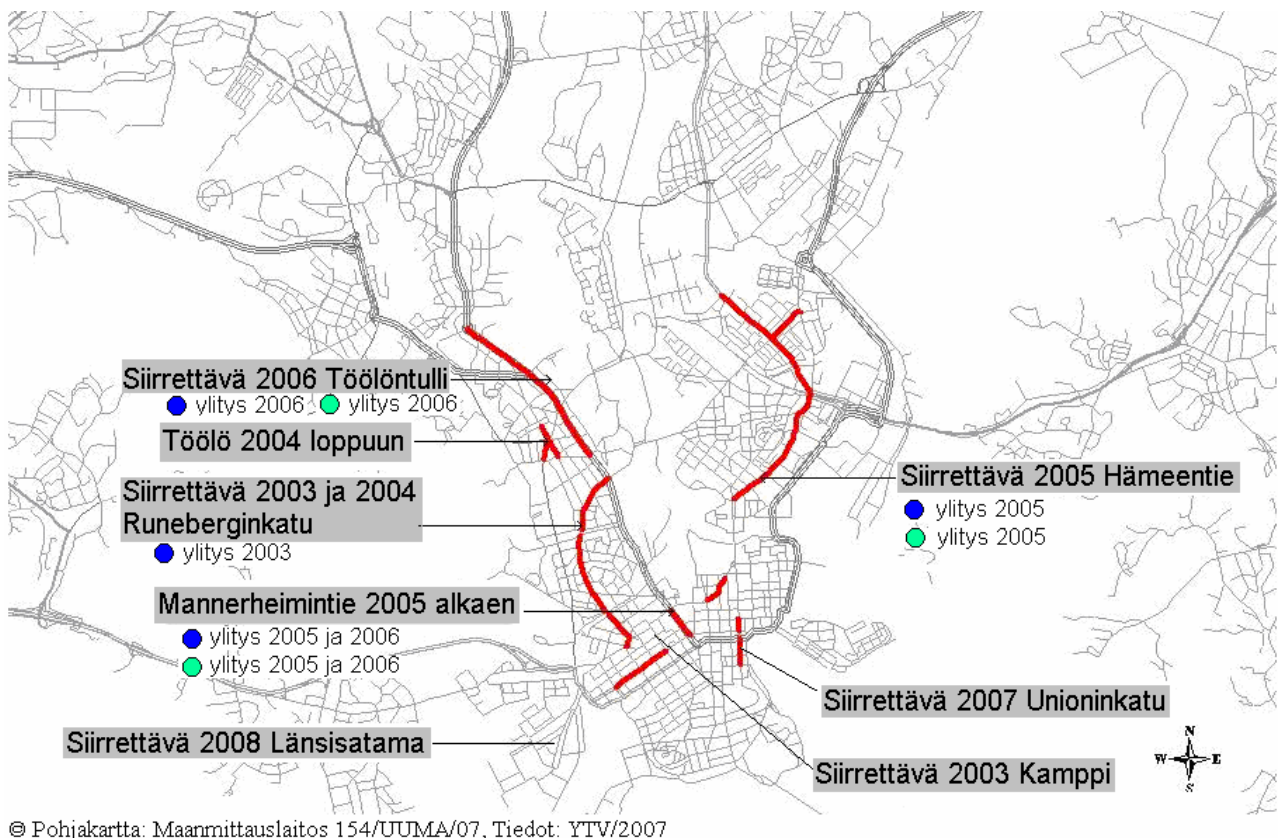 Siirrettävä 2006 Töölöntulli
ylitys 2006 ylitys 2006
Töölö 2004 loppuun
Siirrettävä 2003 ja 2004
Runeberginkatu
ylitys 2003
Mannerheimintie 2005 alkaen
ylitys 2005 ja 2006
ylitys 2005 ja 2006
Siirrettävä 2008 Länsisatama
Siirrettävä 2005 Hämeentie
ylitys 2005
ylitys 2005
Siirrettävä 2007 Unioninkatu
Siirrettävä 2003 Kamppi
N
W E
S
© Pohjakartta: Maanmittauslaitos 154/UUMA/07, Tiedot: YTV/2007